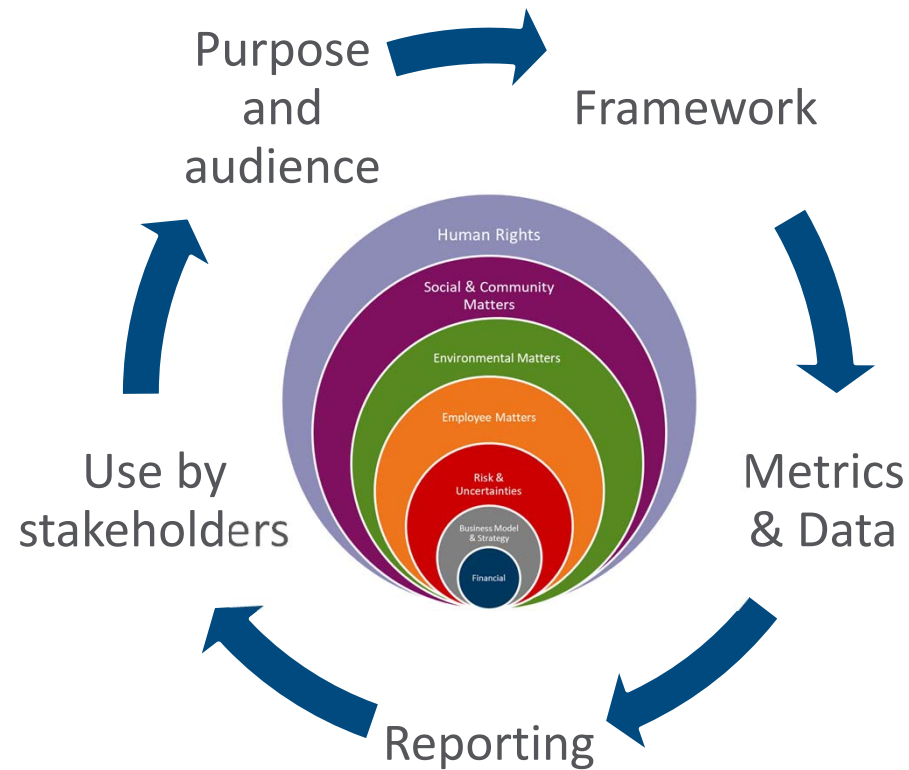 Purpose
and
audience
Framework
Human Rights
Social & Community
Matters
Environmental Matters
Employee Matters
Risk &
Uncertainties
Business Model
& Strategy
Financial
Metrics
& Data
Use by
stakeholders
Reporting